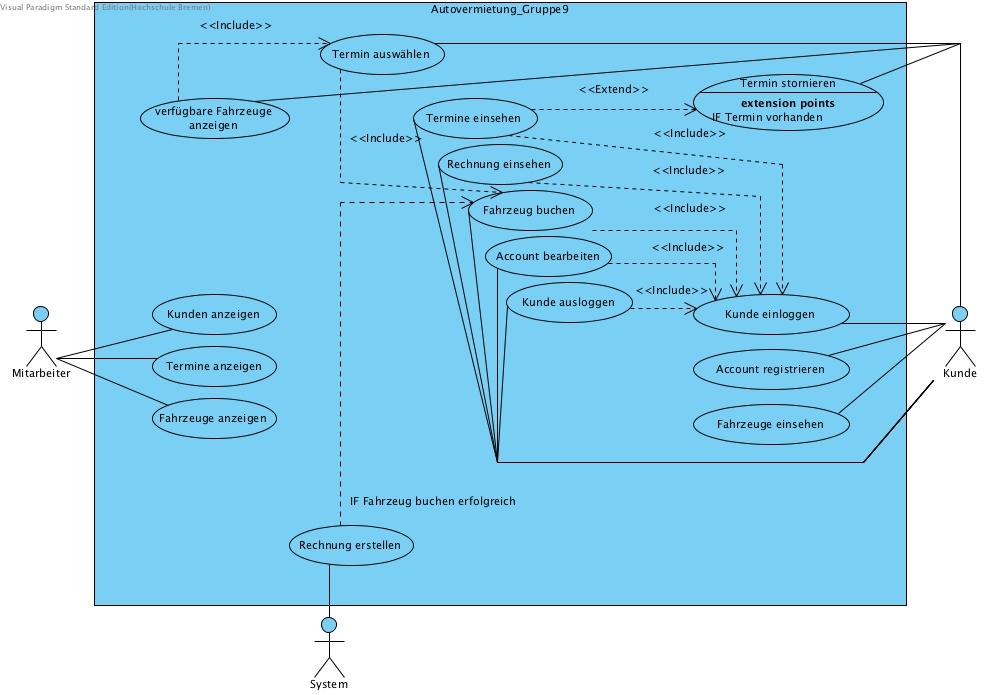 Visual Paradigm Standard Edition(Hochschule Bremen)
Autovermietung_Gruppe9
<<Include>>
Termin auswählen
Termin stornieren
extension points
IF Termin vorhanden
<<Extend>>
verfügbare Fahrzeuge
anzeigen
Termine einsehen
<<Include>>
<<Include>>
Rechnung einsehen
<<Include>>
Fahrzeug buchen
<<Include>>
Account bearbeiten
<<Include>>
Kunde ausloggen
<<Include>>
Kunden anzeigen
Kunde einloggen
Termine anzeigen
Account registrieren
Mitarbeiter
Kunde
Fahrzeuge anzeigen
Fahrzeuge einsehen
IF Fahrzeug buchen erfolgreich
Rechnung erstellen
System